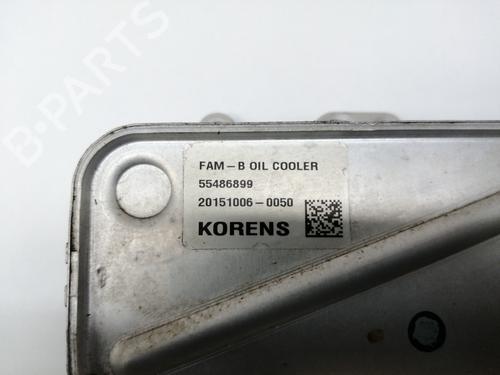 B-PARTS
FAM-B OIL COOLER
55486899
20151006-0050
KORENS